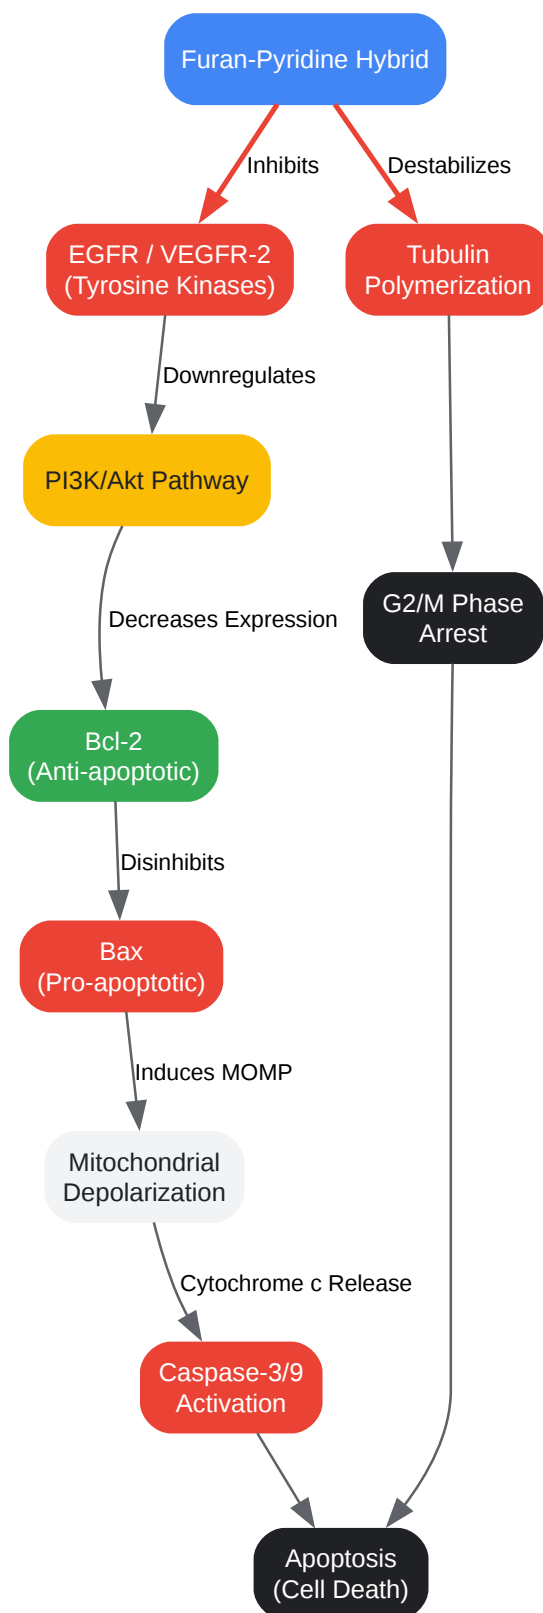 Furan-Pyridine Hybrid
Inhibits
Destabilizes
EGFR / VEGFR-2
(Tyrosine Kinases)
Tubulin
Polymerization
Downregulates
PI3K/Akt Pathway
G2/M Phase
Arrest
Decreases Expression
Bcl-2
(Anti-apoptotic)
Disinhibits
Bax
(Pro-apoptotic)
Induces MOMP
Mitochondrial
Depolarization
Cytochrome c Release
Caspase-3/9
Activation
Apoptosis
(Cell Death)